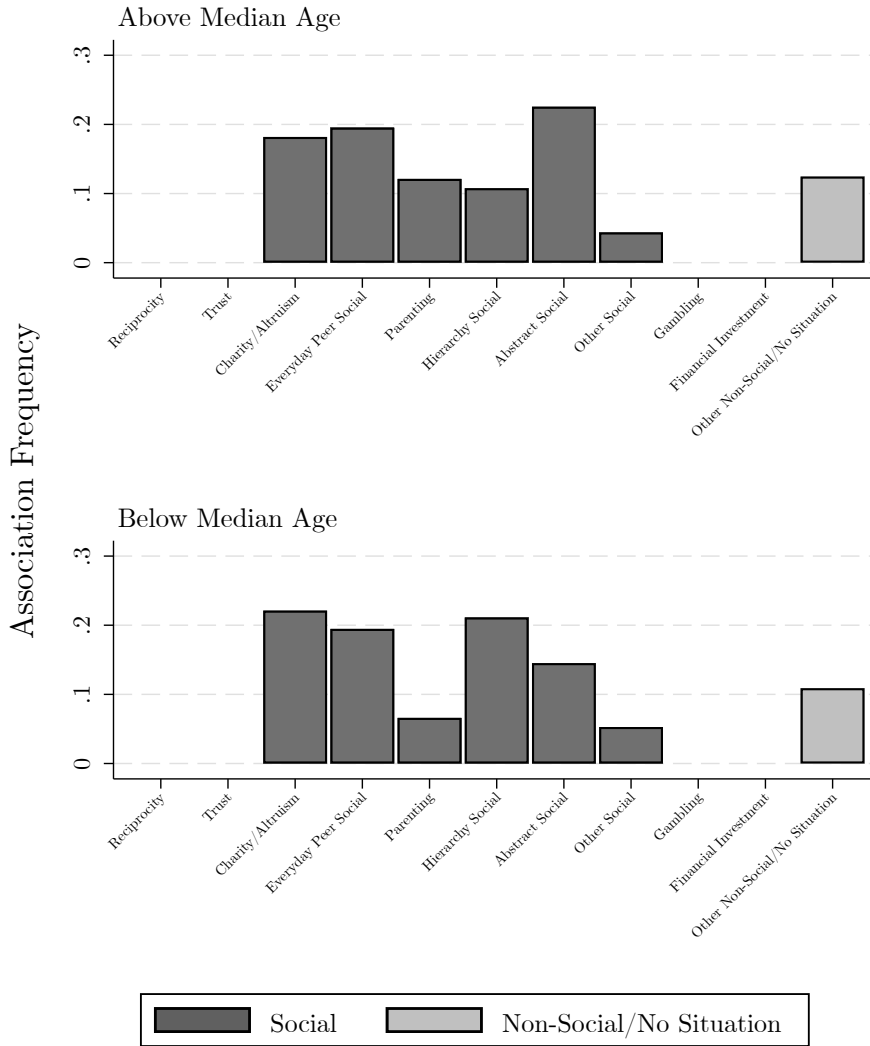 Above Median Age
.3
.2
.1
0
Reciprocity
Trust
Charity/Altruism
Everyday Peer Social
Parenting
Hierarchy Social
Abstract Social
Other Social
Gambling
Financial Investment
Other Non-Social/No Situation
Association Frequency
Below Median Age
.3
.2
.1
0
Reciprocity
Trust
Charity/Altruism
Everyday Peer Social
Parenting
Hierarchy Social
Abstract Social
Other Social
Gambling
Financial Investment
Other Non-Social/No Situation
Social
Non-Social/No Situation